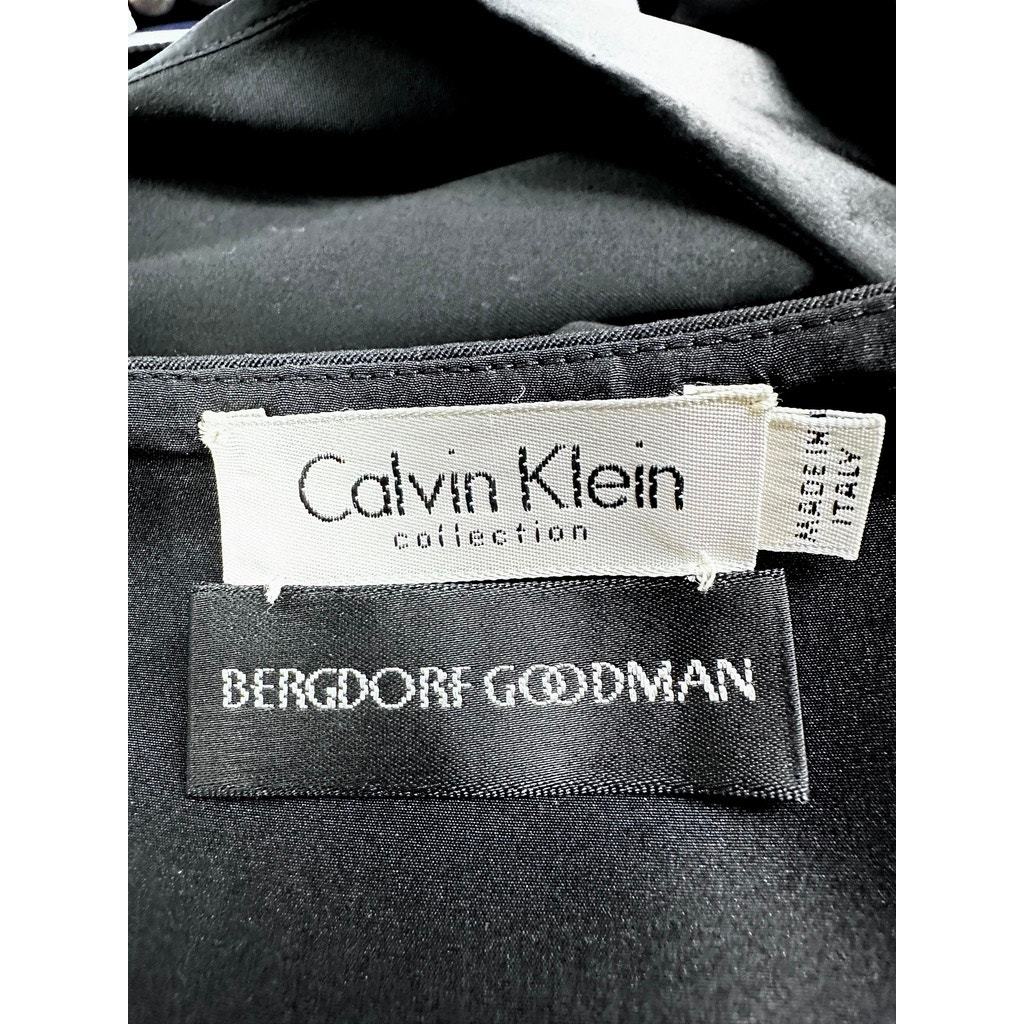 Calvin Klein
collection
MADE IN
ITALY
BERGDORF GOODMAN